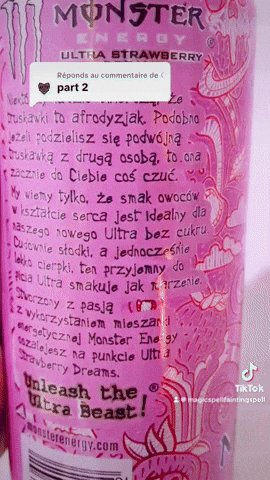 MONSTER
ENERGY
ULTRA STRAWBERRY
Réponds au commentaire de
part 2
truskawki to afrodyzjak. Podobno
jeżeli podzielisz się podwójną
truskawką z drugą osobą, to ona
zacznie do Ciebie coś czuć.
My wiemy tylko, że smak owoców
w kształcie serca jest idealny dla
naszego nowego Ultra bez cukru.
Cudownie słodki, a jednocześnie
lekko cierpki, ten przyjemny do
picia Ultra smakuje jak marzenie.
Stworzony z pasją
z wykorzystaniem mieszanki
energetycznej Monster Energy
oszalejesz na punkcie Ultra
Strawberry Dreams.
Unleash the
Ultra Beast!®
monsterenergy.com
TikTok
@magicspellfaintingspell